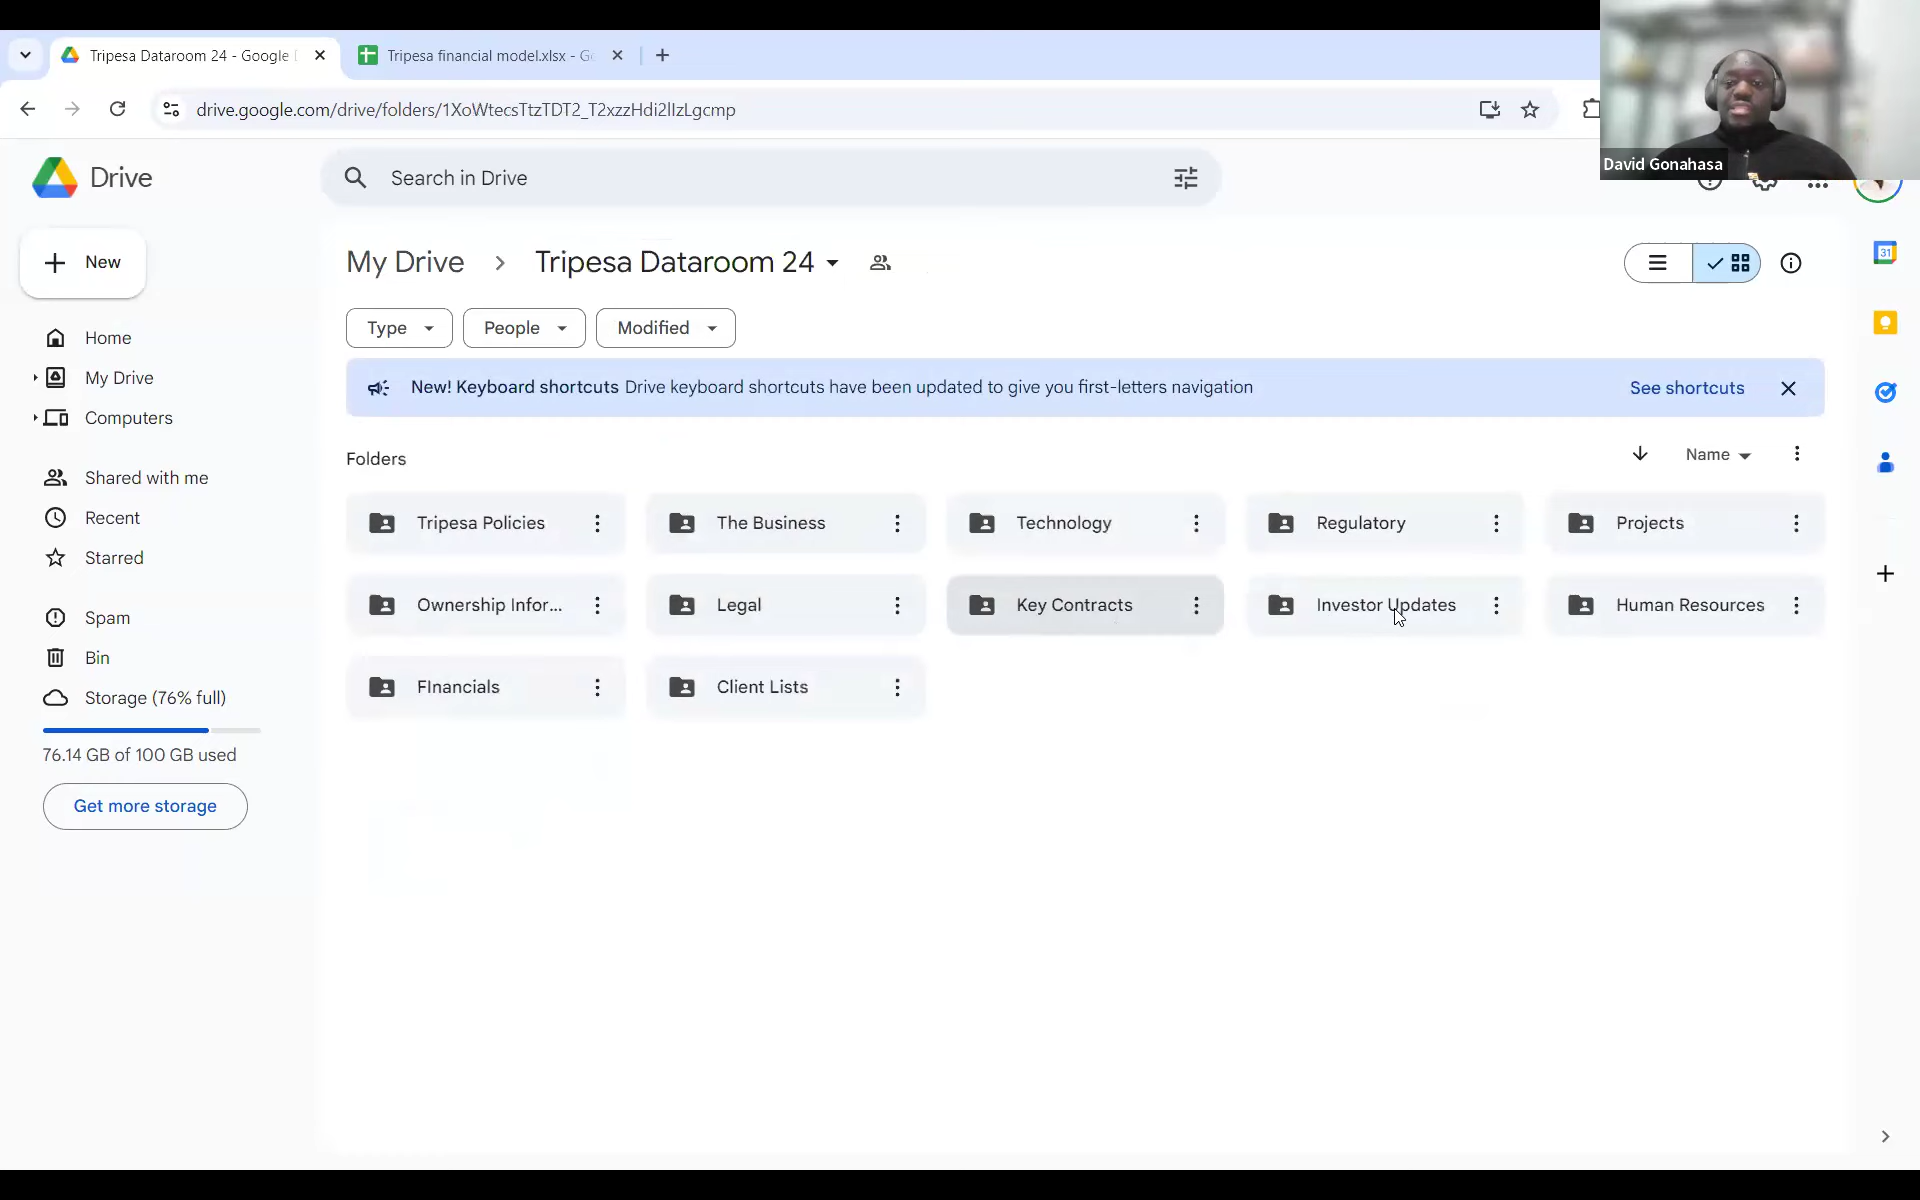 Tripesa Dataroom 24 - Google
Tripesa financial model.xlsx - Go
drive.google.com/drive/folders/1XoWtecsTtzTDT2_T2xzzHdi2lIzLgcmp
David Gonahasa
Drive
Search in Drive
New
My Drive > Tripesa Dataroom 24
Type
People
Modified
New! Keyboard shortcuts Drive keyboard shortcuts have been updated to give you first-letters navigation
See shortcuts
Home
My Drive
Computers
Shared with me
Recent
Starred
Spam
Bin
Storage (76% full)
76.14 GB of 100 GB used
Get more storage
Folders
Name
Tripesa Policies
The Business
Technology
Regulatory
Projects
Ownership Infor...
Legal
Key Contracts
Investor Updates
Human Resources
FInancials
Client Lists
31